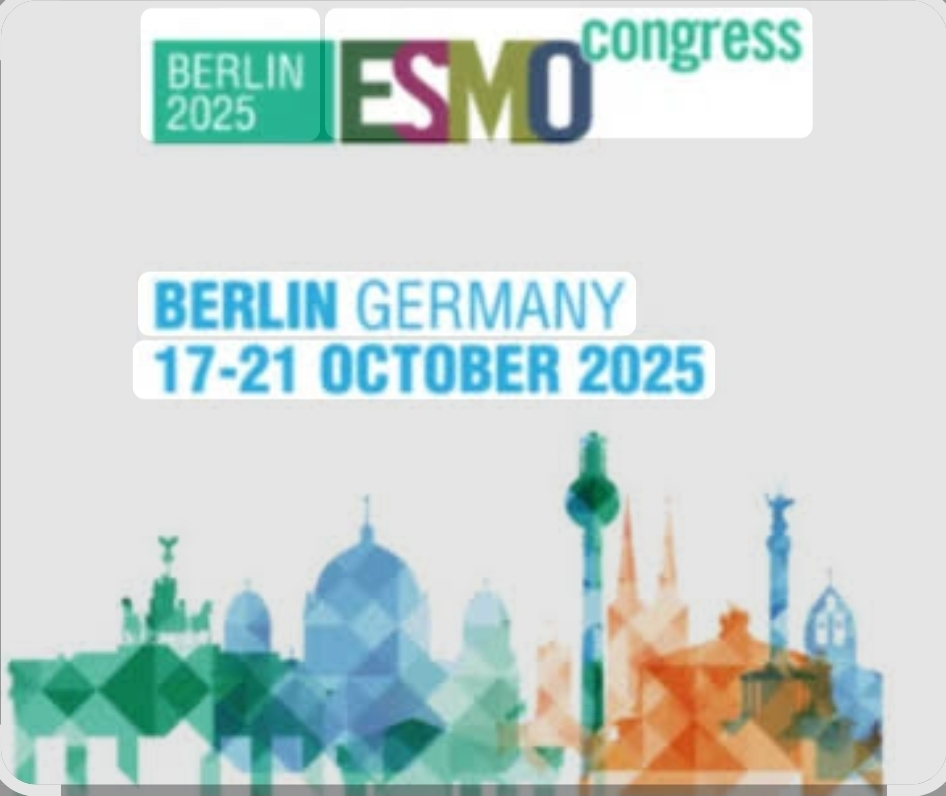 BERLIN
2025
ESMO congress
BERLIN GERMANY
17-21 OCTOBER 2025